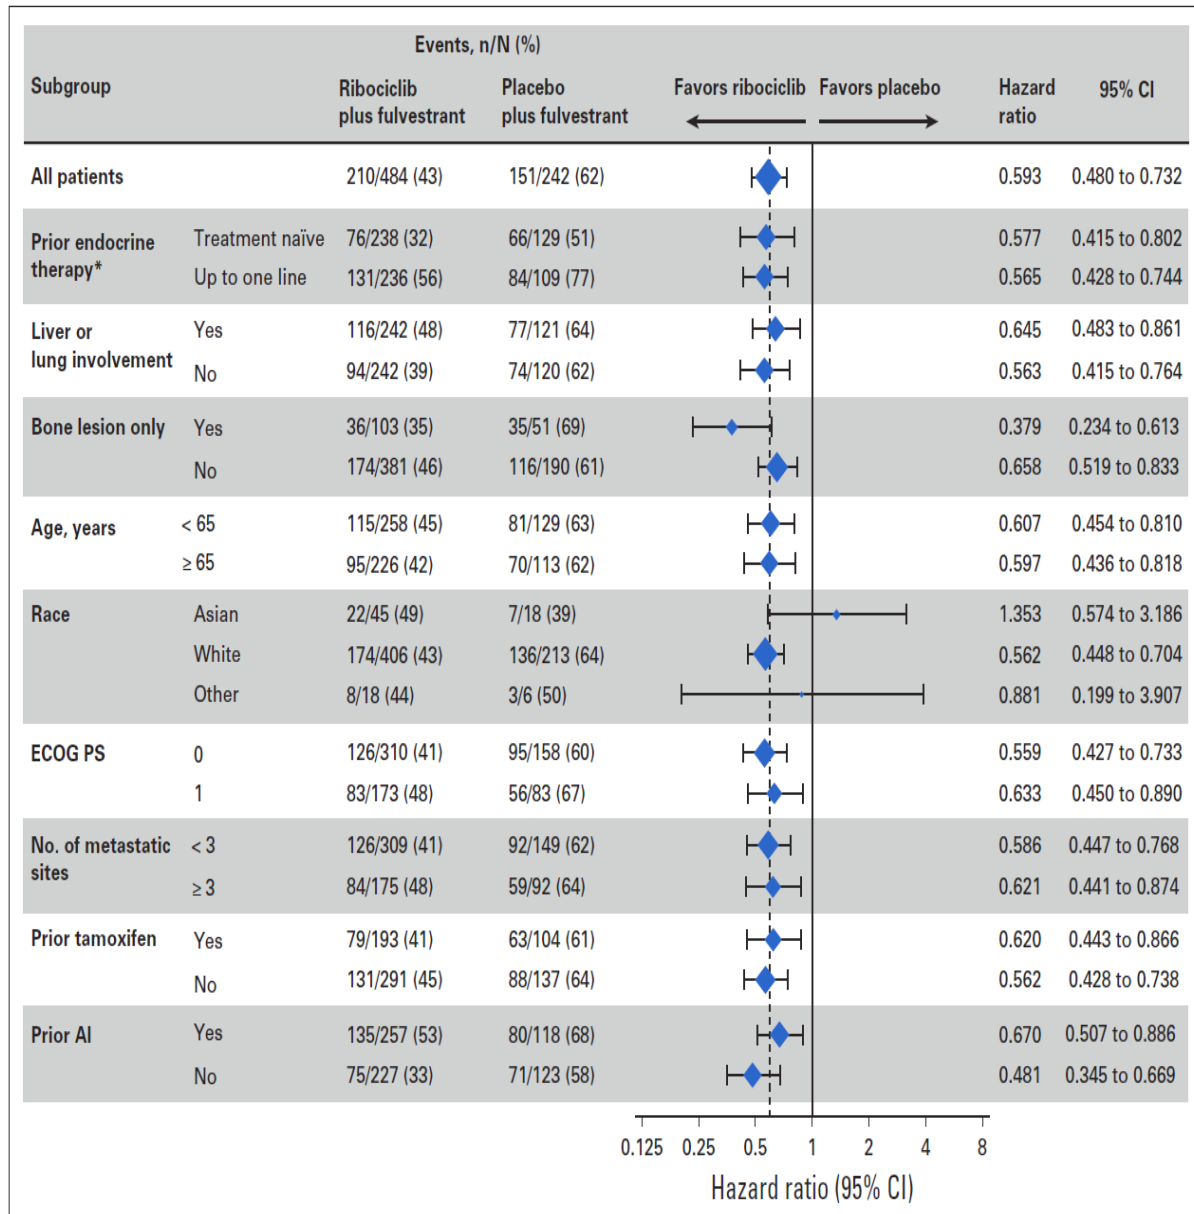 Events, n/N (%)
Subgroup Ribociclib plus fulvestrant Placebo plus fulvestrant Favors ribociclib Favors placebo Hazard ratio 95% CI
All patients 210/484 (43) 151/242 (62) 0.593 0.480 to 0.732
Prior endocrine therapy*
Treatment naïve 76/238 (32) 66/129 (51) 0.577 0.415 to 0.802
Up to one line 131/236 (56) 84/109 (77) 0.565 0.428 to 0.744
Liver or lung involvement
Yes 116/242 (48) 77/121 (64) 0.645 0.483 to 0.861
No 94/242 (39) 74/120 (62) 0.563 0.415 to 0.764
Bone lesion only Yes 36/103 (35) 35/51 (69) 0.379 0.234 to 0.613
No 174/381 (46) 116/190 (61) 0.658 0.519 to 0.833
Age, years < 65 115/258 (45) 81/129 (63) 0.607 0.454 to 0.810
≥ 65 95/226 (42) 70/113 (62) 0.597 0.436 to 0.818
Race Asian 22/45 (49) 7/18 (39) 1.353 0.574 to 3.186
White 174/406 (43) 136/213 (64) 0.562 0.448 to 0.704
Other 8/18 (44) 3/6 (50) 0.881 0.199 to 3.907
ECOG PS 0 126/310 (41) 95/158 (60) 0.559 0.427 to 0.733
1 83/173 (48) 56/83 (67) 0.633 0.450 to 0.890
No. of metastatic sites
< 3 126/309 (41) 92/149 (62) 0.586 0.447 to 0.768
≥ 3 84/175 (48) 59/92 (64) 0.621 0.441 to 0.874
Prior tamoxifen Yes 79/193 (41) 63/104 (61) 0.620 0.443 to 0.866
No 131/291 (45) 88/137 (64) 0.562 0.428 to 0.738
Prior AI Yes 135/257 (53) 80/118 (68) 0.670 0.507 to 0.886
No 75/227 (33) 71/123 (58) 0.481 0.345 to 0.669
0.125 0.25 0.5 1 2 4 8
Hazard ratio (95% CI)